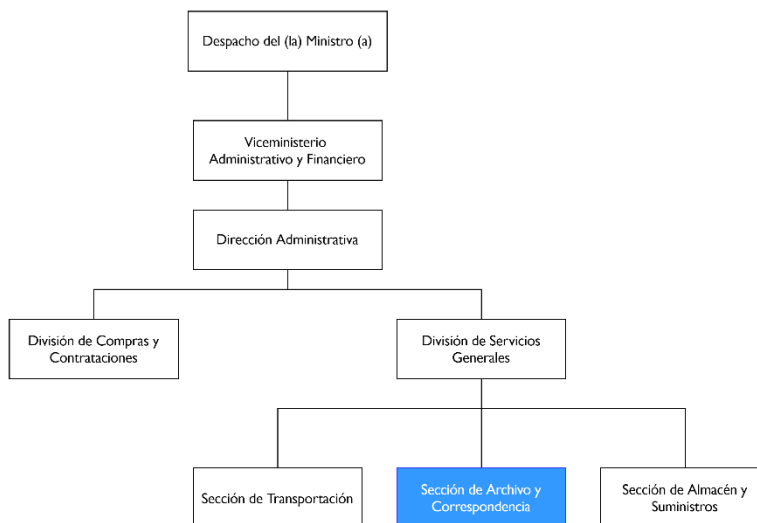 Despacho del (la) Ministro (a)
Viceministerio
Administrativo y Financiero
Dirección Administrativa
División de Compras y
Contrataciones
División de Servicios
Generales
Sección de Transportación
Sección de Archivo y
Correspondencia
Sección de Almacén y
Suministros